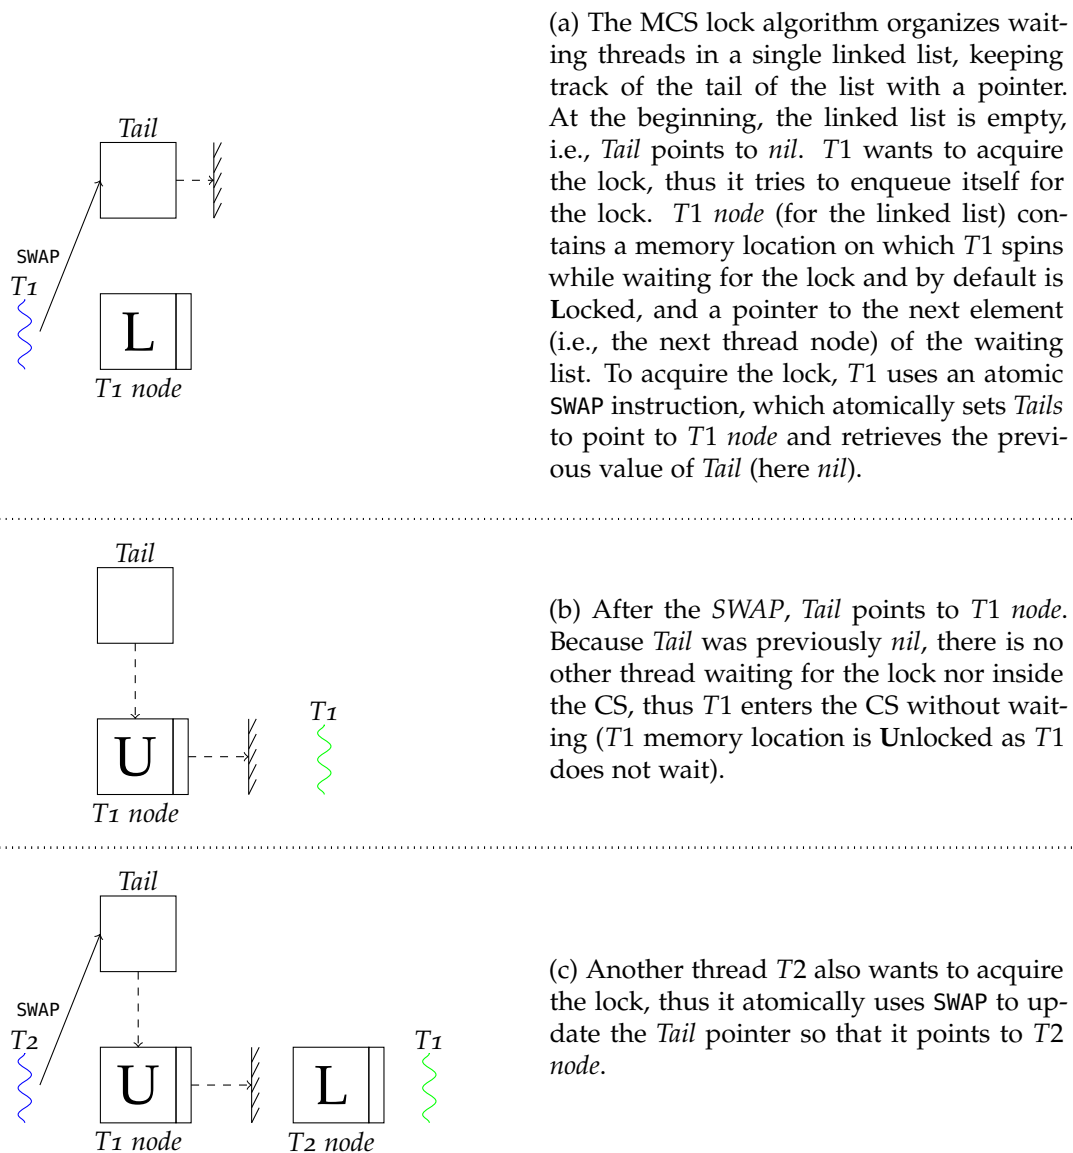 Tail
SWAP
T1
L
T1 node
(a) The MCS lock algorithm organizes wait-
ing threads in a single linked list, keeping
track of the tail of the list with a pointer.
At the beginning, the linked list is empty,
i.e., Tail points to nil. T1 wants to acquire
the lock, thus it tries to enqueue itself for
the lock. T1 node (for the linked list) con-
tains a memory location on which T1 spins
while waiting for the lock and by default is
Locked, and a pointer to the next element
(i.e., the next thread node) of the waiting
list. To acquire the lock, T1 uses an atomic
SWAP instruction, which atomically sets Tails
to point to T1 node and retrieves the previ-
ous value of Tail (here nil).
Tail
T1
U
T1 node
(b) After the SWAP, Tail points to T1 node.
Because Tail was previously nil, there is no
other thread waiting for the lock nor inside
the CS, thus T1 enters the CS without wait-
ing (T1 memory location is Unlocked as T1
does not wait).
Tail
SWAP
T2
T1
U
L
T1 node
T2 node
(c) Another thread T2 also wants to acquire
the lock, thus it atomically uses SWAP to up-
date the Tail pointer so that it points to T2
node.